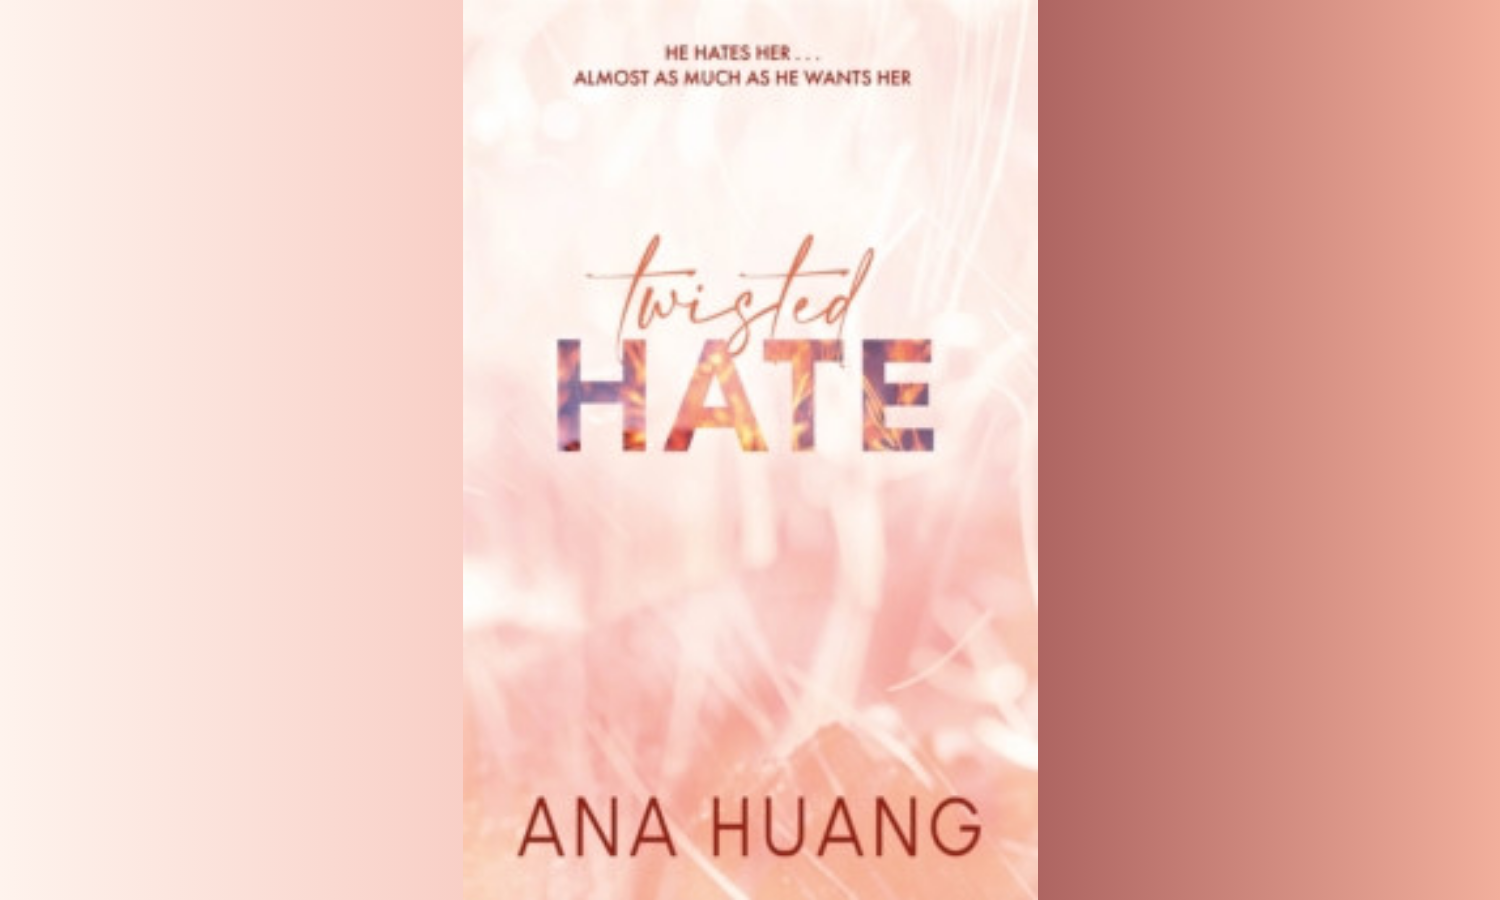 HE HATES HER . . .
ALMOST AS MUCH AS HE WANTS HER
twisted
HATE
ANA HUANG